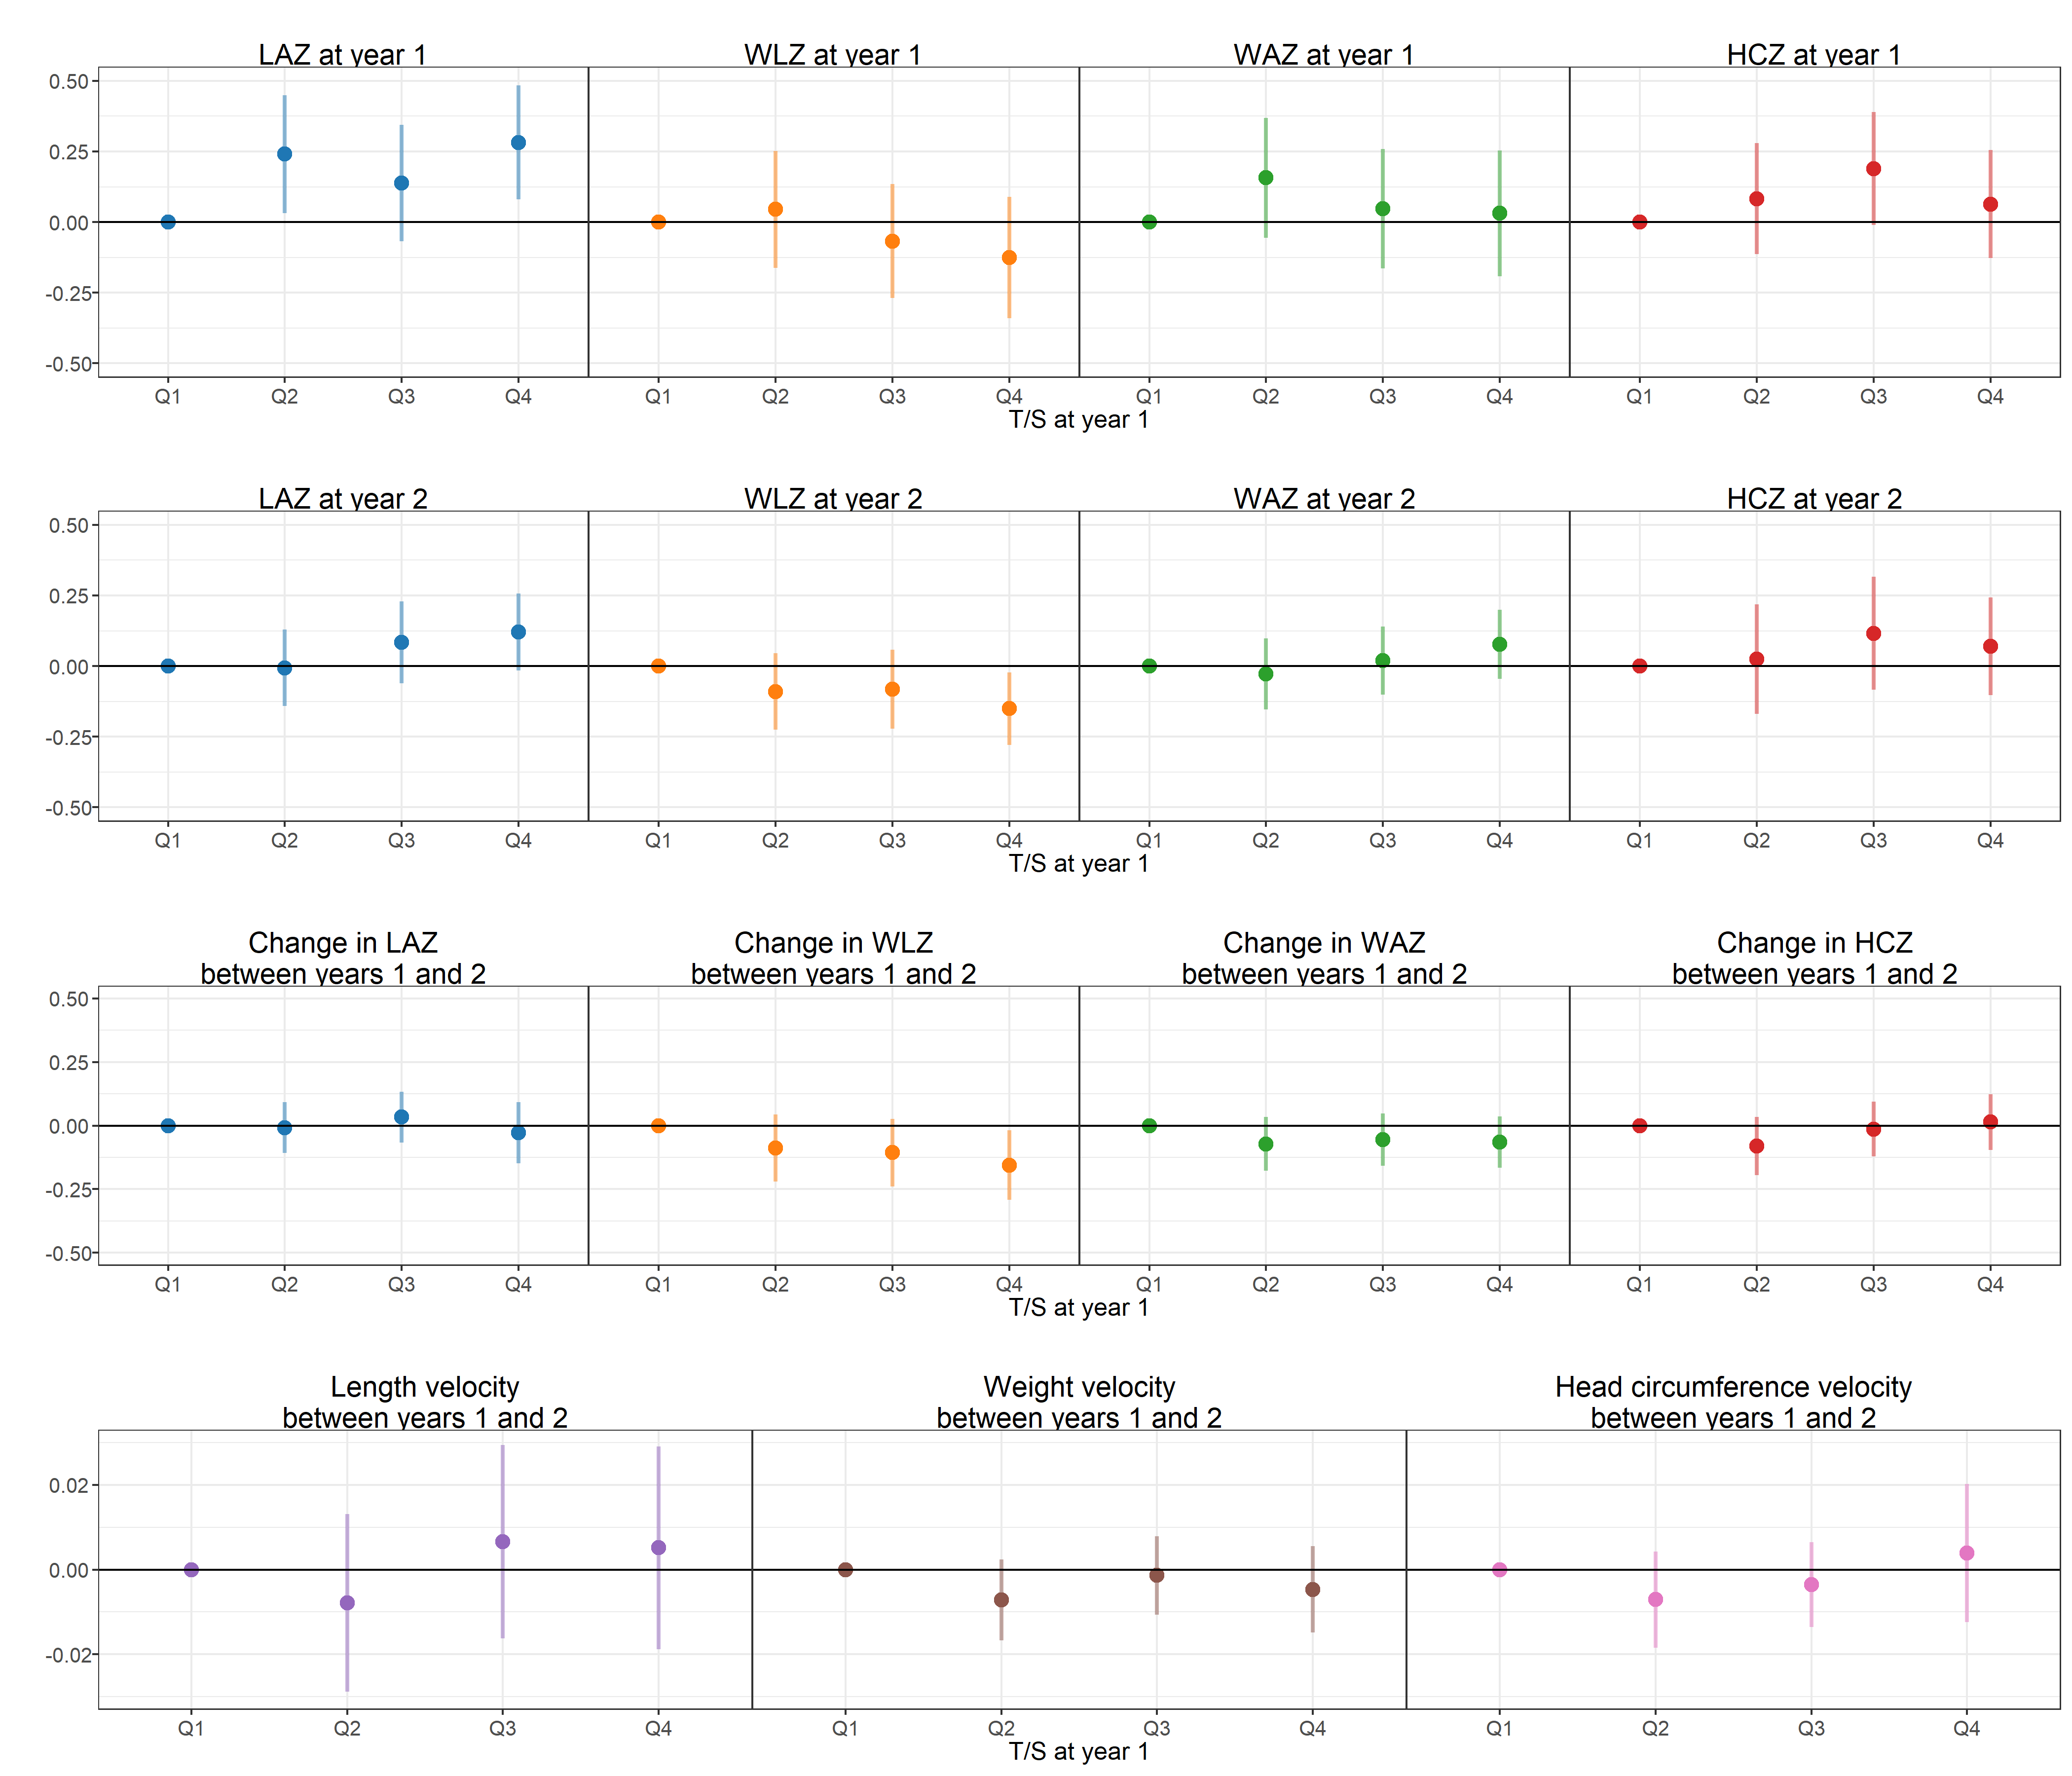 LAZ at year 1 WLZ at year 1 WAZ at year 1 HCZ at year 1
0.50
0.25
0.00
-0.25
-0.50
Q1 Q2 Q3 Q4 Q1 Q2 Q3 Q4 Q1 Q2 Q3 Q4 Q1 Q2 Q3 Q4
T/S at year 1
LAZ at year 2 WLZ at year 2 WAZ at year 2 HCZ at year 2
0.50
0.25
0.00
-0.25
-0.50
Q1 Q2 Q3 Q4 Q1 Q2 Q3 Q4 Q1 Q2 Q3 Q4 Q1 Q2 Q3 Q4
T/S at year 1
Change in LAZ Change in WLZ Change in WAZ Change in HCZ
between years 1 and 2 between years 1 and 2 between years 1 and 2 between years 1 and 2
0.50
0.25
0.00
-0.25
-0.50
Q1 Q2 Q3 Q4 Q1 Q2 Q3 Q4 Q1 Q2 Q3 Q4 Q1 Q2 Q3 Q4
T/S at year 1
Length velocity Weight velocity Head circumference velocity
between years 1 and 2 between years 1 and 2 between years 1 and 2
0.02
0.00
-0.02
Q1 Q2 Q3 Q4 Q1 Q2 Q3 Q4 Q1 Q2 Q3 Q4
T/S at year 1